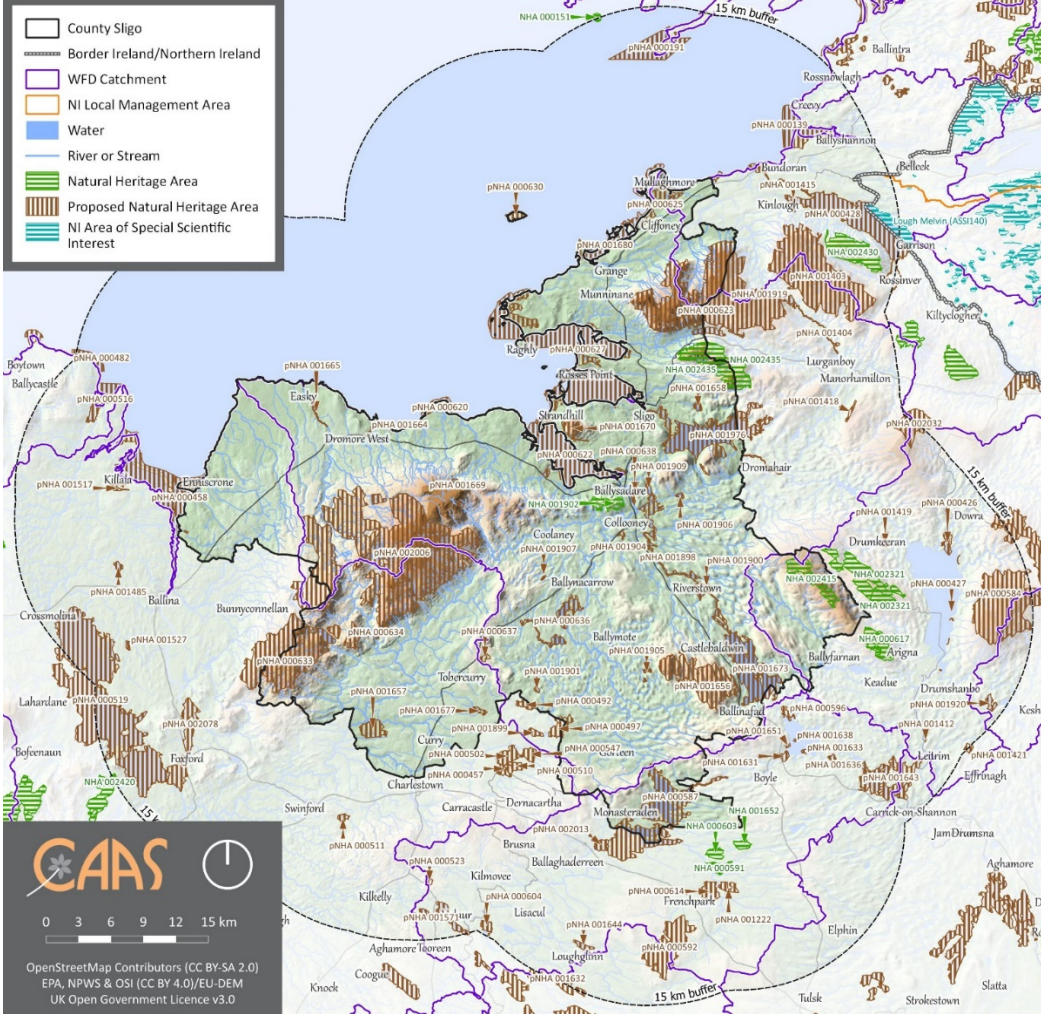 County Sligo
Border Ireland/Northern Ireland
WFD Catchment
NI Local Management Area
Water
River or Stream
Natural Heritage Area
Proposed Natural Heritage Area
NI Area of Special Scientific
Interest
15 km buffer
NHA 000151
pNHA 000191
Ballintra
Rossnowlagh
Creevy
pNHA 000139
Ballyshannon
Belleek
Bundoran
pNHA 000630
Mullaghmore
pNHA 000625
Cliffoney
pNHA 001415
Kinlough
pNHA 000428
Lough Melvin (ASSI140)
Garrison
pNHA 001680
NHA 002430
Grange
pNHA 001403
Rossinver
Munninane
pNHA 001919
pNHA 000623
Kiltyclogher
pNHA 001404
Raghly
pNHA 000627
Lurganboy
NHA 002435
NHA 002435
Rosses Point
Manorhamilton
Boytown
pNHA 000482
Ballycastle
pNHA 001665
pNHA 001658
pNHA 000516
Easky
pNHA 000620
pNHA 001418
pNHA 001664
Strandhill
Sligo
pNHA 001670
pNHA 002032
Dromore West
pNHA 001976
pNHA 000622
pNHA 000638
Dromahair
pNHA 001909
Killala
Enniscrone
pNHA 001517
pNHA 001669
Ballysadare
pNHA 000458
NHA 001902
15 km buffer
pNHA 000426
pNHA 001419
Dowra
Collooney
pNHA 001906
Coolaney
Drumkeeran
pNHA 001907
pNHA 001904
pNHA 001898
pNHA 002006
pNHA 001900
NHA 002321
NHA 002415
pNHA 000427
Ballynacarrow
Riverstown
pNHA 000584
pNHA 001485
Ballina
Bunnyconnellan
NHA 002321
Crossmolina
pNHA 000636
pNHA 000634
pNHA 000637
Ballymote
NHA 000617
pNHA 001527
Castlebaldwin
Arigna
pNHA 000633
pNHA 001905
Ballyfarnan
Tobercurry
pNHA 001901
pNHA 001673
Keadue
Lahardane
pNHA 001657
pNHA 001656
Drumshanbo
pNHA 000519
pNHA 001677
pNHA 000492
Ballinafad
pNHA 000596
pNHA 001920
pNHA 002078
pNHA 001899
pNHA 000497
pNHA 001412
Curry
pNHA 001651
pNHA 001638
Bofeenaun
Foxford
pNHA 000502
pNHA 000547
Gorteen
pNHA 001633
Leitrim
pNHA 001421
pNHA 000457
pNHA 000510
pNHA 001631
pNHA 001636
Boyle
Effrinagh
NHA 002420
Charlestown
pNHA 001643
pNHA 000587
Carrick-on-Shannon
Swinford
Carracastle
Dernacartha
Monasteraden
NHA 001652
NHA 000603
Jam
Drumsna
15 km
pNHA 002013
pNHA 000511
Brusna
Ballaghaderreen
NHA 000591
Aghamore
pNHA 000523
Kilmovee
Kilkelly
pNHA 000604
pNHA 000614
Frenchpark
Lisacul
pNHA 001222
pNHA 001571
pNHA 001644
Elphin
Aghamore
Tooreen
Loughglinn
pNHA 000592
Coogue
pNHA 001632
Knock
15 km buffer
Slatta
Tulsk
Strokestown
CAAS
0 3 6 9 12 15 km
OpenStreetMap Contributors (CC BY-SA 2.0)
EPA, NPWS & OSI (CC BY 4.0)/EU-DEM
UK Open Government Licence v3.0